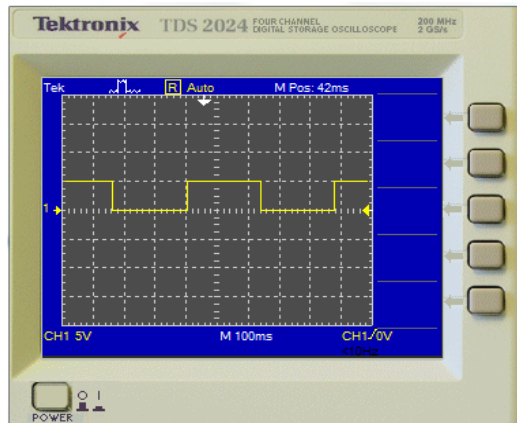 Tektronix TDS 2024 FOUR CHANNEL DIGITAL STORAGE OSCILLOSCOPE 200 MHz 2 GS/s
Tek R Auto M Pos: 42ms
1
CH1 5V M 100ms CH1 0V
<10Hz
POWER